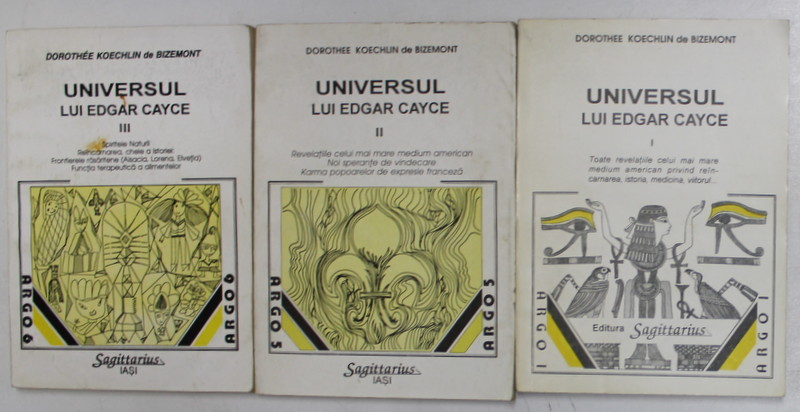 DOROTHÉE KOECHLIN de BIZEMONT
UNIVERSUL
LUI EDGAR CAYCE
III
Spiritele Naturii
Reîncarnarea, cheie a istoriei
Frontierele răsăritene (Alsacia, Lorena, Elveția)
Funcția terapeutică a alimentelor
ARGO 6
ARGO 6
Sagittarius
IAȘI
DOROTHEE KOECHLIN de BIZEMONT
UNIVERSUL
LUI EDGAR CAYCE
II
Revelațiile celui mai mare medium american
Noi speranțe de vindecare
Karma popoarelor de expresie franceză
ARGO 5
ARGO 5
Sagittarius
IAȘI
DOROTHEE KOECHLIN de BIZEMONT
UNIVERSUL
LUI EDGAR CAYCE
I
Toate revelațiile celui mai mare
medium american privind reîn-
carnarea, istoria, medicina, viitorul...
ARGO 1
ARGO 1
Editura Sagittarius